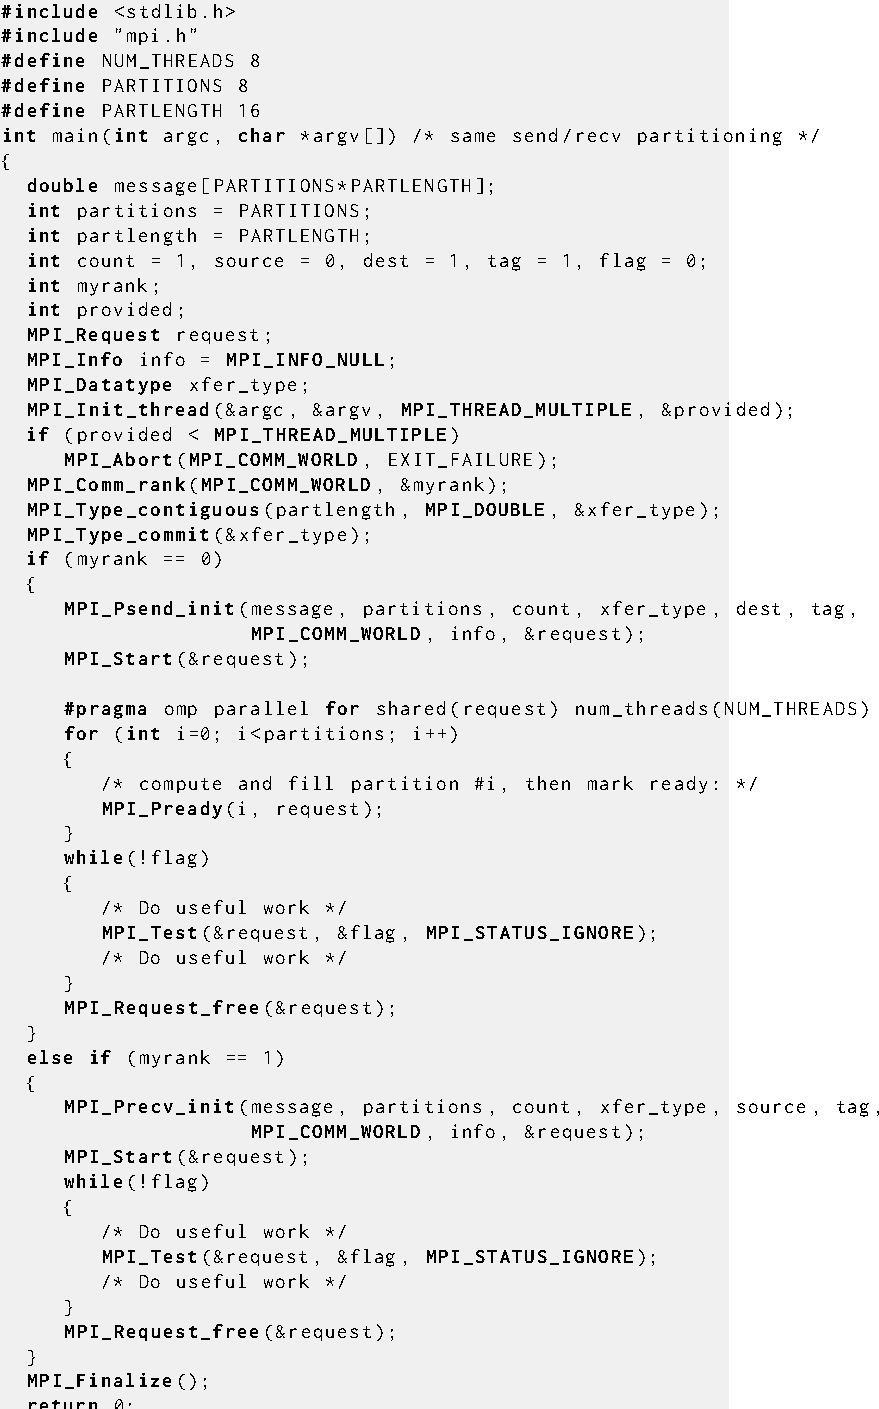 #include <stdlib.h>
#include "mpi.h"
#define NUM_THREADS 8
#define PARTITIONS 8
#define PARTLENGTH 16
int main(int argc, char *argv[]) /* same send/recv partitioning */
{
  double message[PARTITIONS*PARTLENGTH];
  int partitions = PARTITIONS;
  int partlength = PARTLENGTH;
  int count = 1, source = 0, dest = 1, tag = 1, flag = 0;
  int myrank;
  int provided;
  MPI_Request request;
  MPI_Info info = MPI_INFO_NULL;
  MPI_Datatype xfer_type;
  MPI_Init_thread(&argc, &argv, MPI_THREAD_MULTIPLE, &provided);
  if (provided < MPI_THREAD_MULTIPLE)
     MPI_Abort(MPI_COMM_WORLD, EXIT_FAILURE);
  MPI_Comm_rank(MPI_COMM_WORLD, &myrank);
  MPI_Type_contiguous(partlength, MPI_DOUBLE, &xfer_type);
  MPI_Type_commit(&xfer_type);
  if (myrank == 0)
  {
     MPI_Psend_init(message, partitions, count, xfer_type, dest, tag,
                    MPI_COMM_WORLD, info, &request);
     MPI_Start(&request);

     #pragma omp parallel for shared(request) num_threads(NUM_THREADS)
     for (int i=0; i<partitions; i++)
     {
        /* compute and fill partition #i, then mark ready: */
        MPI_Pready(i, request);
     }
     while(!flag)
     {
        /* Do useful work */
        MPI_Test(&request, &flag, MPI_STATUS_IGNORE);
        /* Do useful work */
     }
     MPI_Request_free(&request);
  }
  else if (myrank == 1)
  {
     MPI_Precv_init(message, partitions, count, xfer_type, source, tag,
                    MPI_COMM_WORLD, info, &request);
     MPI_Start(&request);
     while(!flag)
     {
        /* Do useful work */
        MPI_Test(&request, &flag, MPI_STATUS_IGNORE);
        /* Do useful work */
     }
     MPI_Request_free(&request);
  }
  MPI_Finalize();
  return 0;